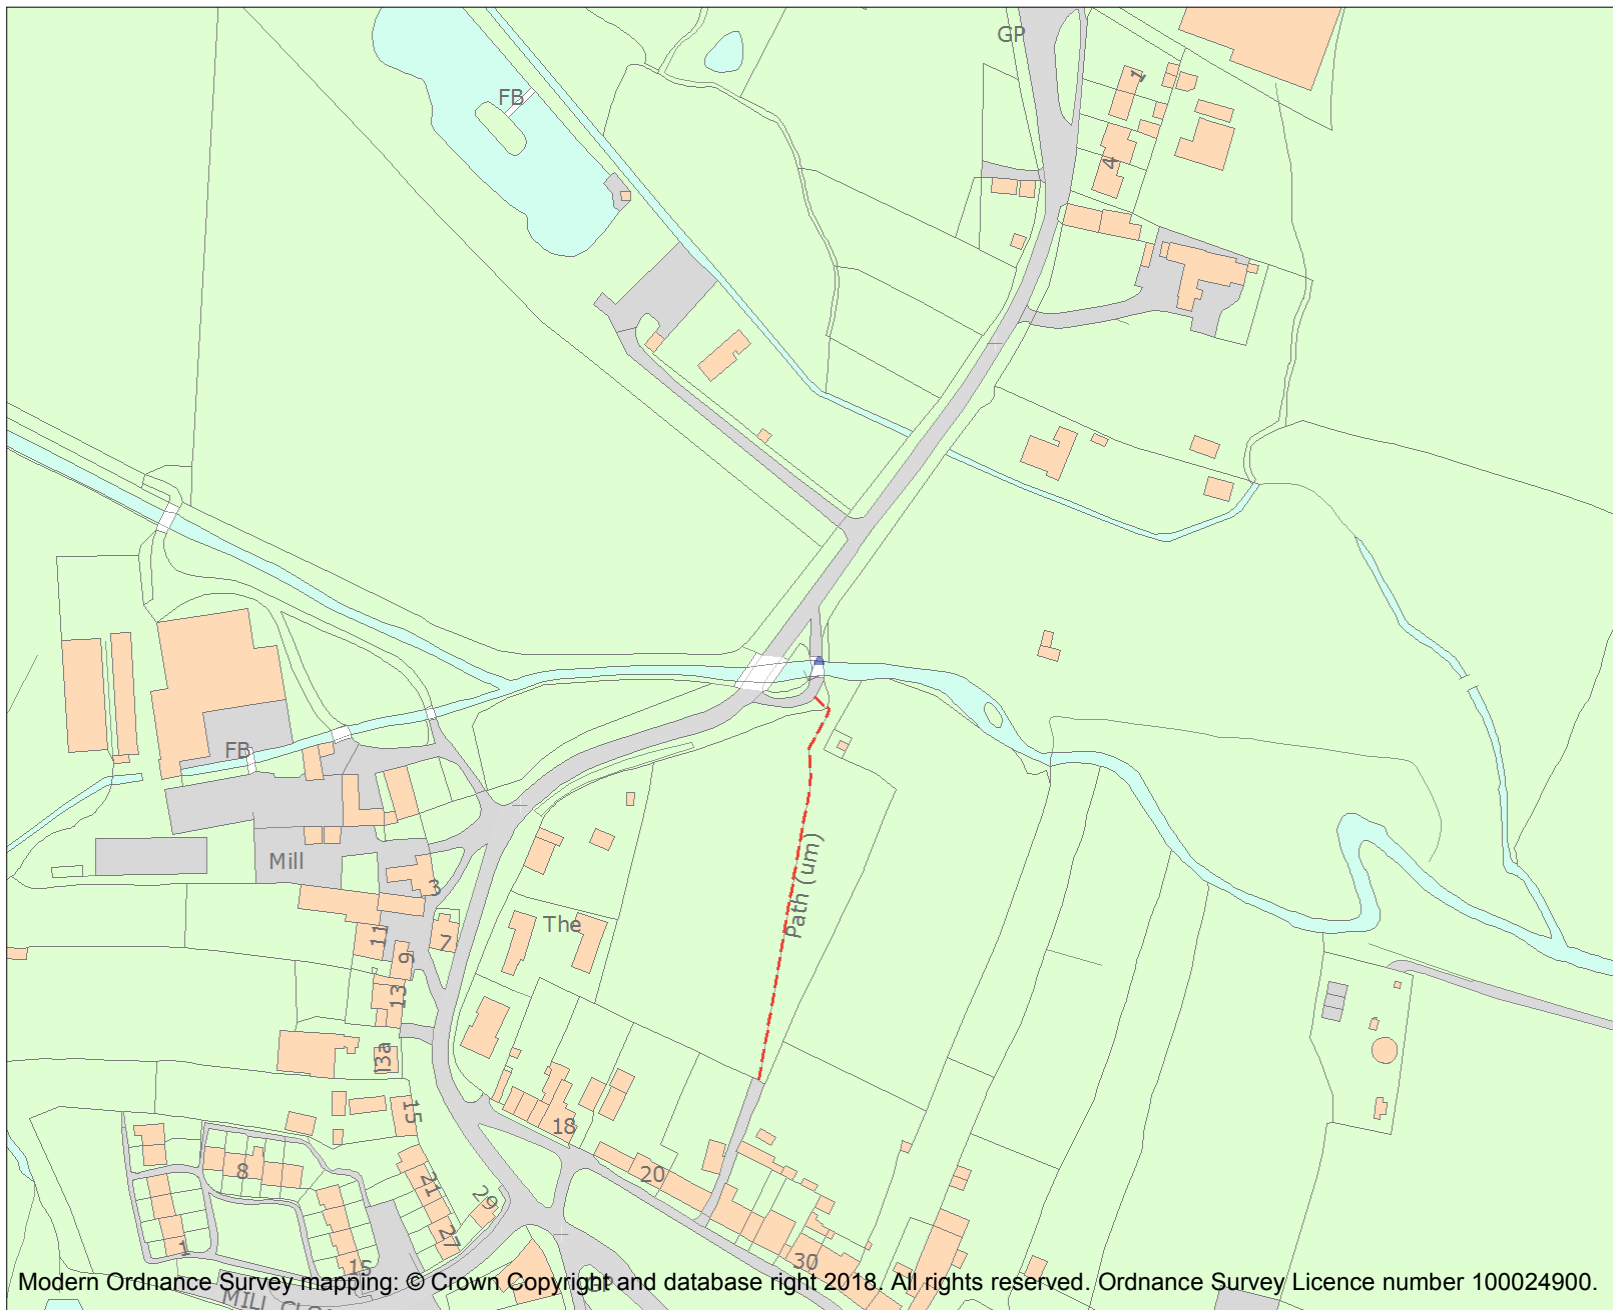 GP
1
FB
4
FB
Path (um)
Mill
3
The
7
11
9
13
13a
15
18
8
20
21
29
27
1
15
30
Modern Ordnance Survey mapping: © Crown Copyright and database right 2018. All rights reserved. Ordnance Survey Licence number 100024900.